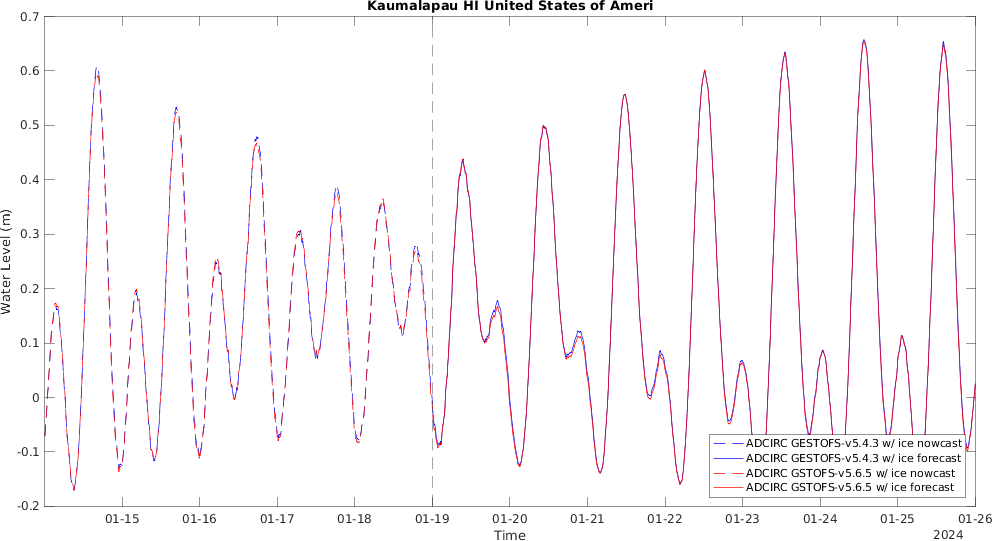 Kaumalapau HI United States of Ameri
Water Level (m)
0.7
0.6
0.5
0.4
0.3
0.2
0.1
0
-0.1
-0.2
ADCIRC GESTOFS-v5.4.3 w/ ice nowcast
ADCIRC GESTOFS-v5.4.3 w/ ice forecast
ADCIRC GSTOFS-v5.6.5 w/ ice nowcast
ADCIRC GSTOFS-v5.6.5 w/ ice forecast
01-15 01-16 01-17 01-18 01-19 01-20 01-21 01-22 01-23 01-24 01-25 01-26
Time
2024